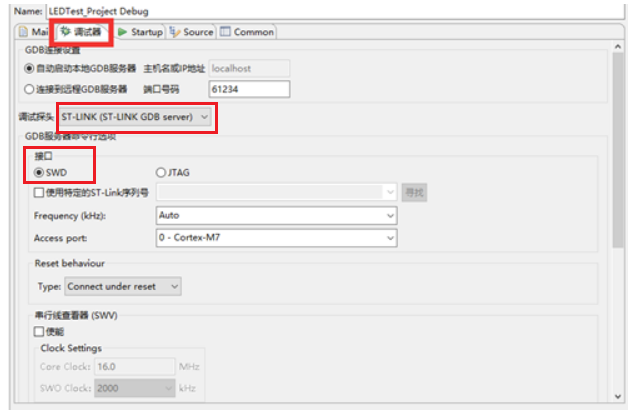 Name: LEDTest_Project Debug
Mai 调试器 Startup Source Common
GDB连接设置
自动启动本地GDB服务器 主机名或IP地址 localhost
连接到远程GDB服务器 端口号码 61234
调试探头 ST-LINK (ST-LINK GDB server)
GDB服务器命令行选项
接口
SWD JTAG
使用特定的ST-Link序列号 寻找
Frequency (kHz): Auto
Access port: 0 - Cortex-M7
Reset behaviour
Type: Connect under reset
串行线查看器 (SWV)
使能
Clock Settings
Core Clock: 16.0 MHz
SWO Clock: 2000 kHz